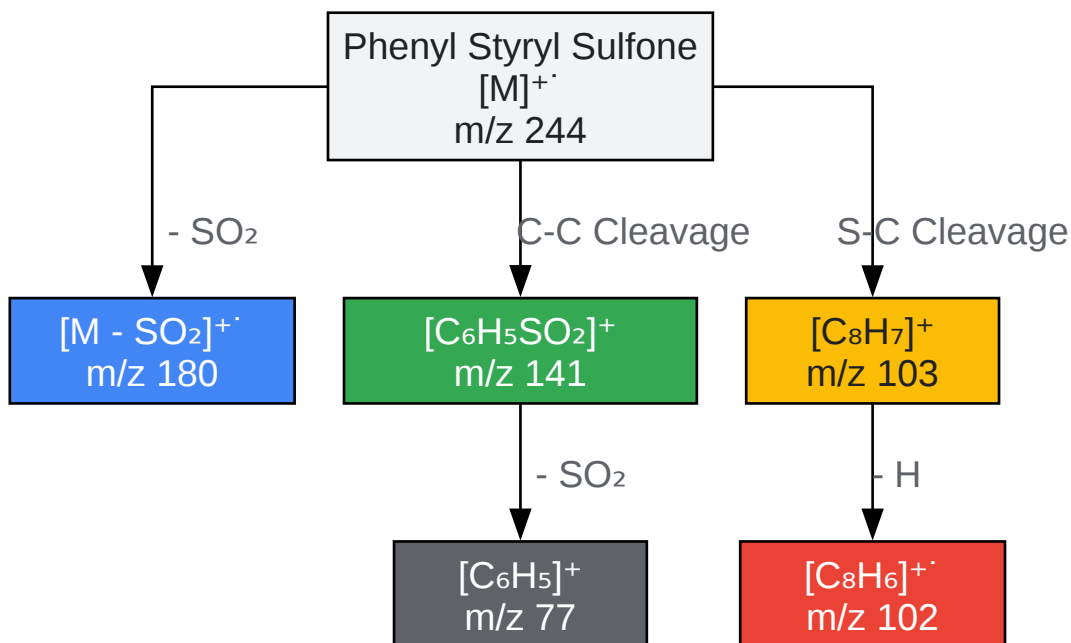 Phenyl Styryl Sulfone
[M]⁺˙
m/z 244
- SO₂
C-C Cleavage
S-C Cleavage
[M - SO₂]⁺˙
m/z 180
[C₆H₅SO₂]⁺
m/z 141
[C₈H₇]⁺
m/z 103
- SO₂
- H
[C₆H₅]⁺
m/z 77
[C₈H₆]⁺˙
m/z 102